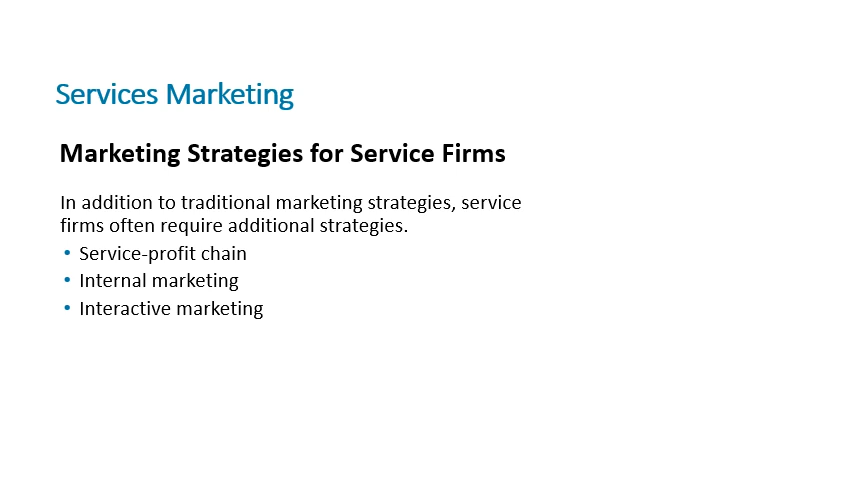 Services Marketing
Marketing Strategies for Service Firms
In addition to traditional marketing strategies, service
firms often require additional strategies.
• Service-profit chain
• Internal marketing
• Interactive marketing